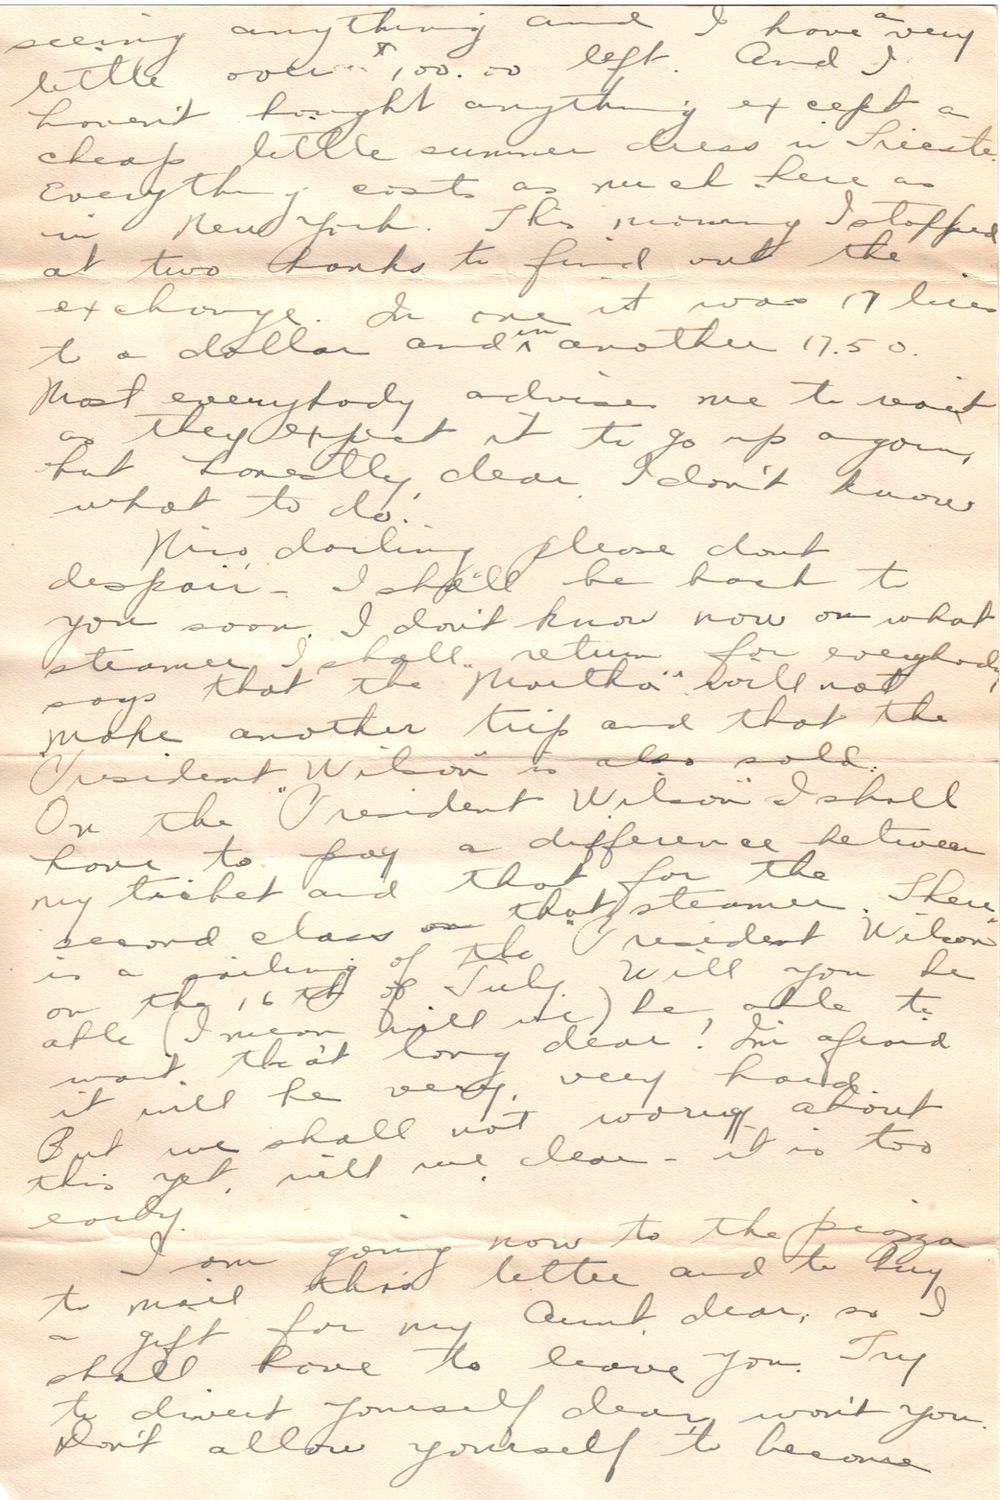 seeing anything and I have a very
little over $100.00 left. And I
haven't bought anything except a
cheap little summer dress in Trieste.
Everything costs as much here as
in New York. This morning I stopped
at two banks to find out the
exchange. In one it was 17 lire
to a dollar and in another 17.50.
Most everybody advises me to wait
as they expect it to go up again,
but honestly, dear, I don't know
what to do.
Nino, darling please dont
despair - I shall be back to
you soon. I don't know now on what
steamer I shall return for everybody
says that the "Martha" will not
make another trip and that the
"President Wilson" is also sold.
On the "President Wilson" I shall
have to pay a difference between
my ticket and that for the
second class on that steamer. There
is a sailing of the "President Wilson"
on the 16th of July. Will you be
able (I mean will we) be able to
wait that long dear! I'm afraid
it will be very, very hard.
But we shall not worry about
this yet, will we, dear - it is too
early.
I am going now to the piazza
to mail this letter and to buy
a gift for my Aunt dear, so I
shall have to leave you. Try
to divert yourself dear, won't you.
Don't allow yourself to become